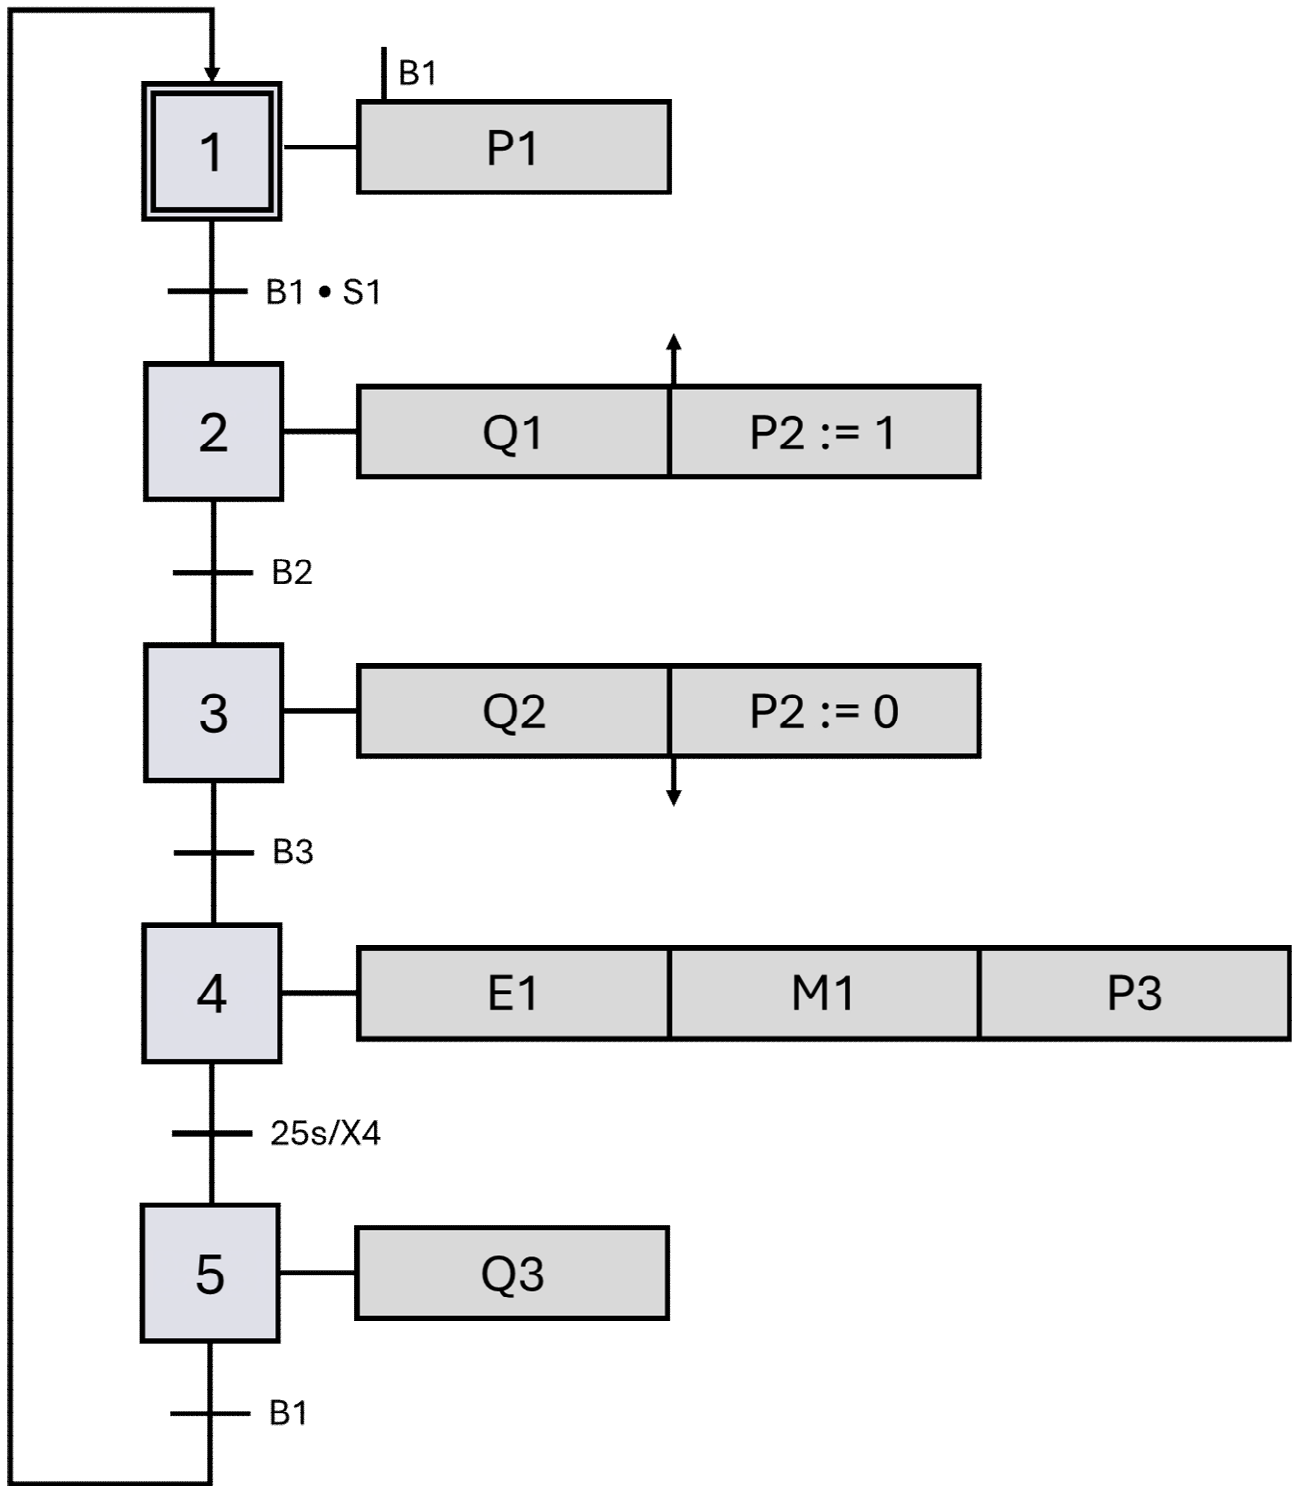 B1
1
P1
B1 • S1
2
Q1
P2 := 1
B2
3
Q2
P2 := 0
B3
4
E1
M1
P3
25s/X4
5
Q3
B1